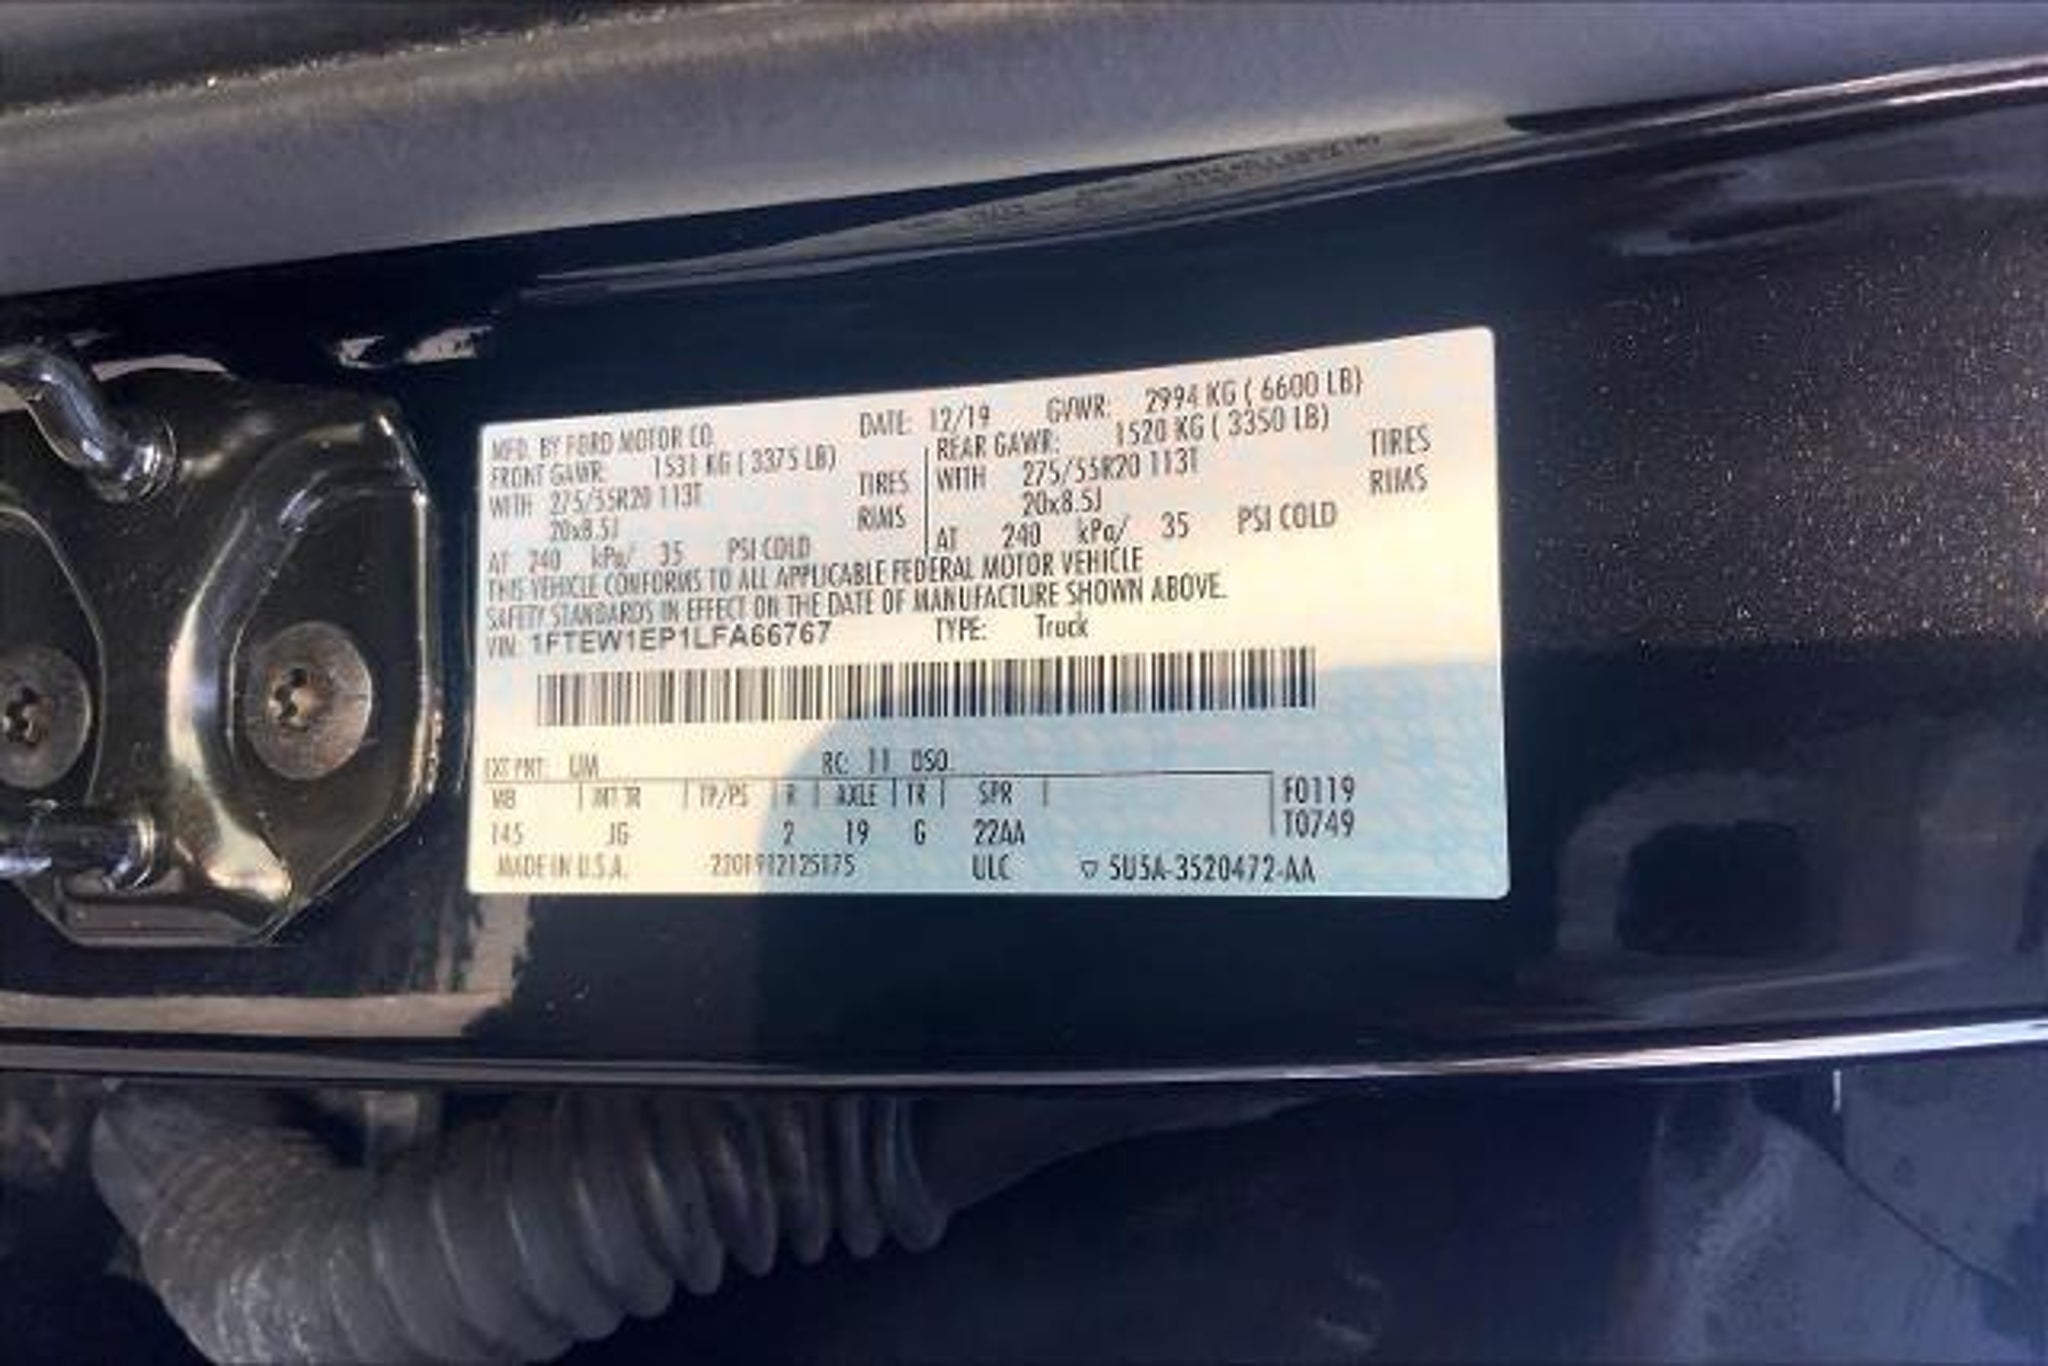 MFD. BY FORD MOTOR CO. DATE: 12/19 GVWR: 2994 KG ( 6600 LB)
FRONT GAWR: 1531 KG ( 3375 LB) REAR GAWR: 1520 KG ( 3350 LB)
WITH 275/55R20 113T TIRES WITH 275/55R20 113T TIRES
20x8.5J RIMS 20x8.5J RIMS
AT 240 kPa/ 35 PSI COLD AT 240 kPa/ 35 PSI COLD
THIS VEHICLE CONFORMS TO ALL APPLICABLE FEDERAL MOTOR VEHICLE
SAFETY STANDARDS IN EFFECT ON THE DATE OF MANUFACTURE SHOWN ABOVE.
VIN: 1FTEW1EP1LFA66767 TYPE: Truck
EXT PNT: UM RC: 11 DSO:
WB INT TR TP/PS R AXLE TR SPR F0119
145 JG 2 19 G 22AA T0749
MADE IN U.S.A. ULC ▽ 5U5A-3520472-AA